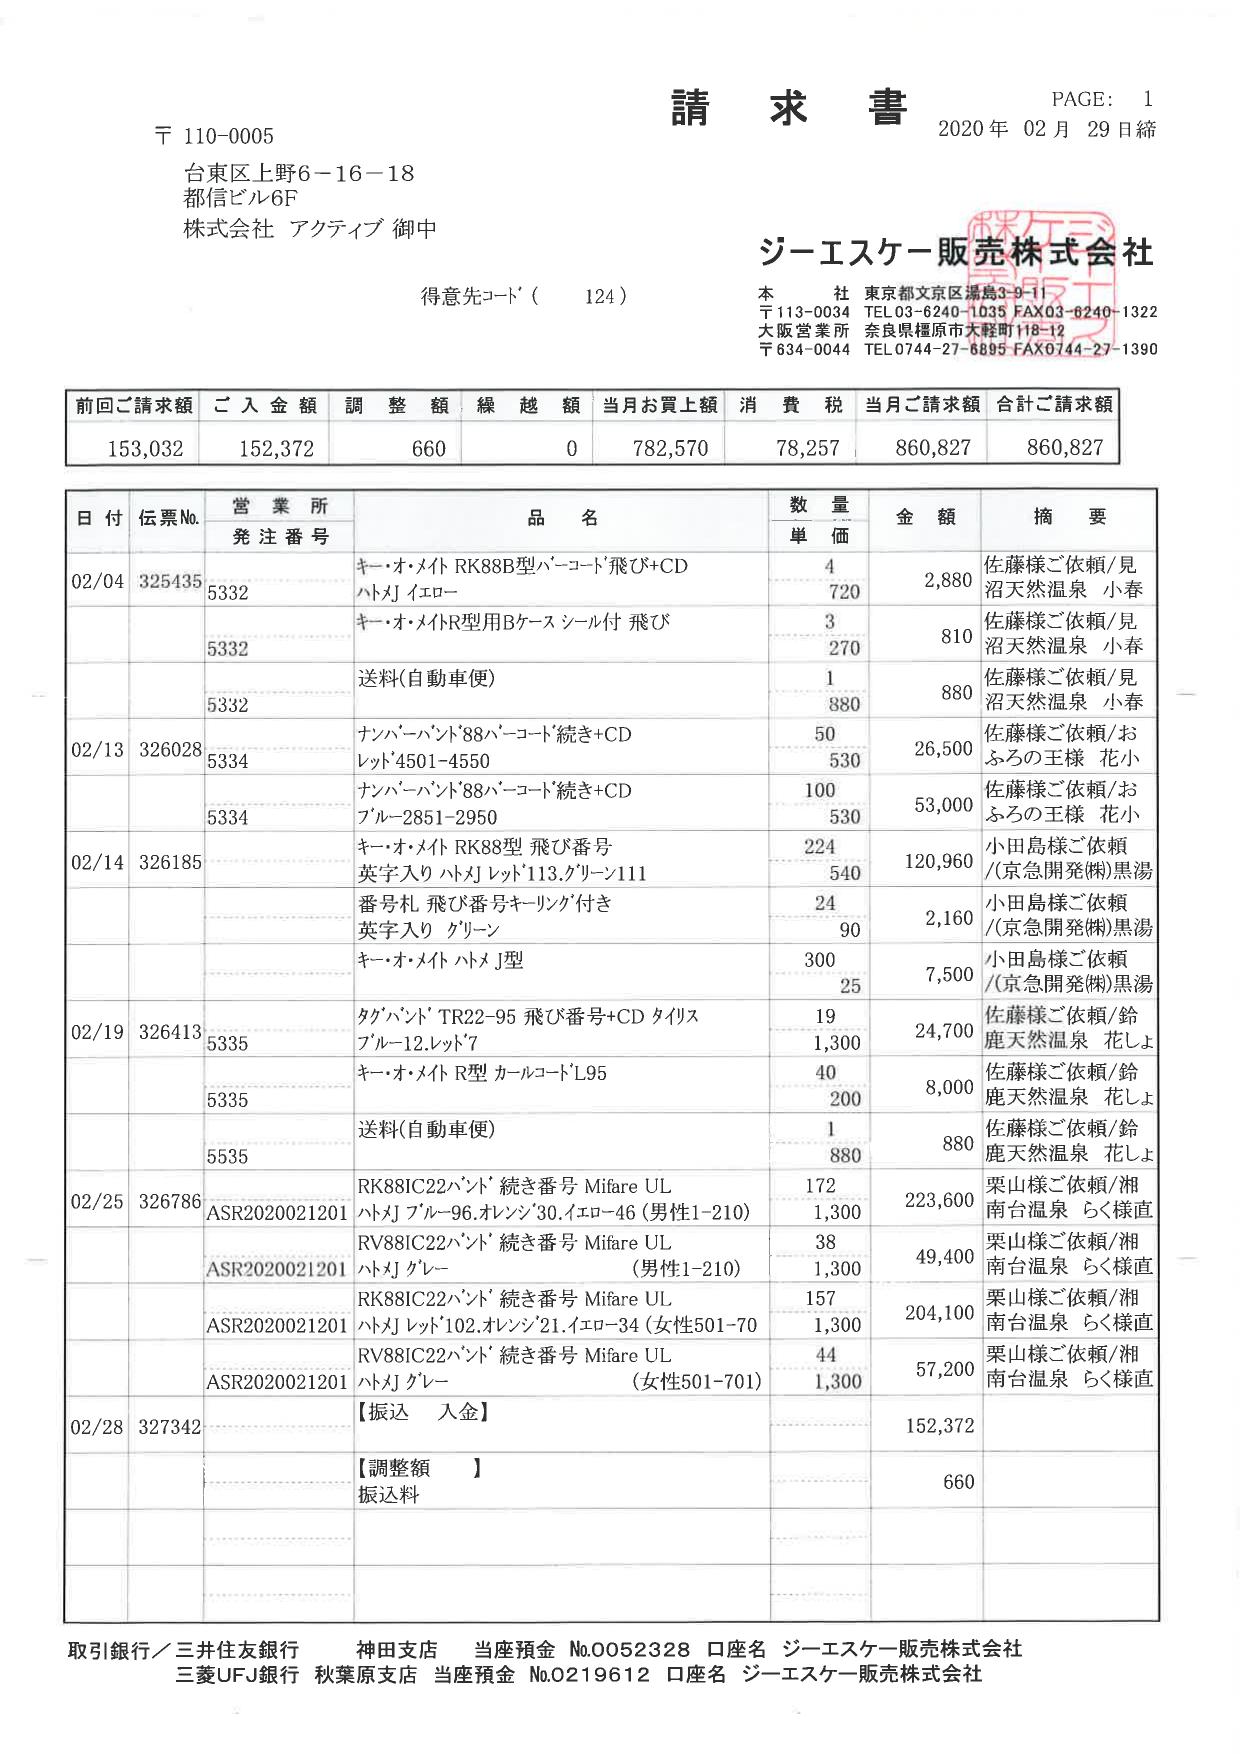 請 求 書
PAGE: 1
2020年 02月 29日締
〒 110-0005
台東区上野6-16-18
都信ビル6F
株式会社 アクティブ 御中
得意先ｺｰﾄﾞ ( 124 )
ジーエスケー販売株式会社
本 社 東京都文京区湯島3-9-11
〒113-0034 TEL03-6240-1035 FAX03-6240-1322
大阪営業所 奈良県橿原市大軽町118-12
〒634-0044 TEL0744-27-6895 FAX0744-27-1390
前回ご請求額 ご入金額 調整額 繰越額 当月お買上額 消費税 当月ご請求額 合計ご請求額
153,032 152,372 660 0 782,570 78,257 860,827 860,827
日付 伝票No. 営業所 品名 数量 金額 摘要
発注番号 単価
キー・オ・メイト RK88B型ﾊﾞｰｺｰﾄﾞ飛び+CD 4 佐藤様ご依頼/見
02/04 325435 5332 ﾊﾄﾒJ イエロー 720 2,880 沼天然温泉 小春
キー・オ・メイトR型用Bケース シール付 飛び 3 佐藤様ご依頼/見
5332 270 810 沼天然温泉 小春
送料(自動車便) 1 佐藤様ご依頼/見
5332 880 880 沼天然温泉 小春
ﾅﾝﾊﾞｰﾊﾞﾝﾄﾞ88ﾊﾞｰｺｰﾄﾞ続き+CD 50 佐藤様ご依頼/お
02/13 326028 5334 ﾚｯﾄﾞ4501-4550 530 26,500 ふろの王様 花小
ﾅﾝﾊﾞｰﾊﾞﾝﾄﾞ88ﾊﾞｰｺｰﾄﾞ続き+CD 100 佐藤様ご依頼/お
5334 ﾌﾞﾙｰ2851-2950 530 53,000 ふろの王様 花小
キー・オ・メイト RK88型 飛び番号 224 小田島様ご依頼
02/14 326185 英字入り ﾊﾄﾒJ ﾚｯﾄﾞ113.ｸﾞﾘｰﾝ111 540 120,960 /(京急開発㈱)黒湯
番号札 飛び番号ｷｰﾘﾝｸﾞ付き 24 小田島様ご依頼
英字入り ｸﾞﾘｰﾝ 90 2,160 /(京急開発㈱)黒湯
キー・オ・メイト ハトメ J型 300 小田島様ご依頼
25 7,500 /(京急開発㈱)黒湯
ﾀｸﾞﾊﾞﾝﾄﾞ TR22-95 飛び番号+CD タイリス 19 佐藤様ご依頼/鈴
02/19 326413 5335 ﾌﾞﾙｰ12.ﾚｯﾄﾞ7 1,300 24,700 鹿天然温泉 花しょ
キー・オ・メイト R型 ｶｰﾙｺｰﾄﾞL95 40 佐藤様ご依頼/鈴
5335 200 8,000 鹿天然温泉 花しょ
送料(自動車便) 1 佐藤様ご依頼/鈴
5535 880 880 鹿天然温泉 花しょ
RK88IC22ﾊﾞﾝﾄﾞ 続き番号 Mifare UL 172 栗山様ご依頼/湘
02/25 326786 ASR2020021201 ﾊﾄﾒJ ﾌﾞﾙｰ96.ｵﾚﾝｼﾞ30.ｲｴﾛｰ46 (男性1-210) 1,300 223,600 南台温泉 らく様直
RV88IC22ﾊﾞﾝﾄﾞ 続き番号 Mifare UL 38 栗山様ご依頼/湘
ASR2020021201 ﾊﾄﾒJ ｸﾞﾚｰ (男性1-210) 1,300 49,400 南台温泉 らく様直
RK88IC22ﾊﾞﾝﾄﾞ 続き番号 Mifare UL 157 栗山様ご依頼/湘
ASR2020021201 ﾊﾄﾒJ ﾚｯﾄﾞ102.ｵﾚﾝｼﾞ21.ｲｴﾛｰ34 (女性501-70 1,300 204,100 南台温泉 らく様直
RV88IC22ﾊﾞﾝﾄﾞ 続き番号 Mifare UL 44 栗山様ご依頼/湘
ASR2020021201 ﾊﾄﾒJ ｸﾞﾚｰ (女性501-701) 1,300 57,200 南台温泉 らく様直
02/28 327342 【振込 入金】 152,372
【調整額 】 660
振込料
取引銀行／三井住友銀行 神田支店 当座預金 No.0052328 口座名 ジーエスケー販売株式会社
三菱UFJ銀行 秋葉原支店 当座預金 No.0219612 口座名 ジーエスケー販売株式会社